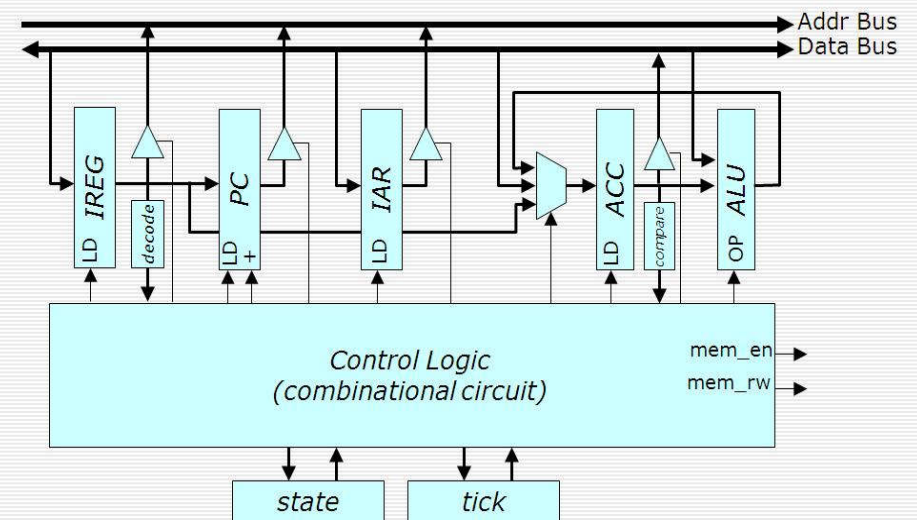 Addr Bus
Data Bus
LD IREG
decode
LD PC
+
LD IAR
LD ACC
compare
OP ALU
Control Logic
(combinational circuit)
mem_en
mem_rw
state
tick